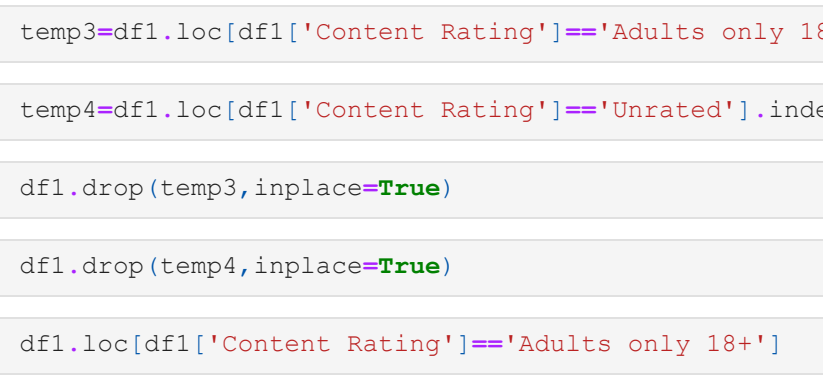 temp3=df1.loc[df1['Content Rating']=='Adults only 18
temp4=df1.loc[df1['Content Rating']=='Unrated'].inde
df1.drop(temp3,inplace=True)
df1.drop(temp4,inplace=True)
df1.loc[df1['Content Rating']=='Adults only 18+']